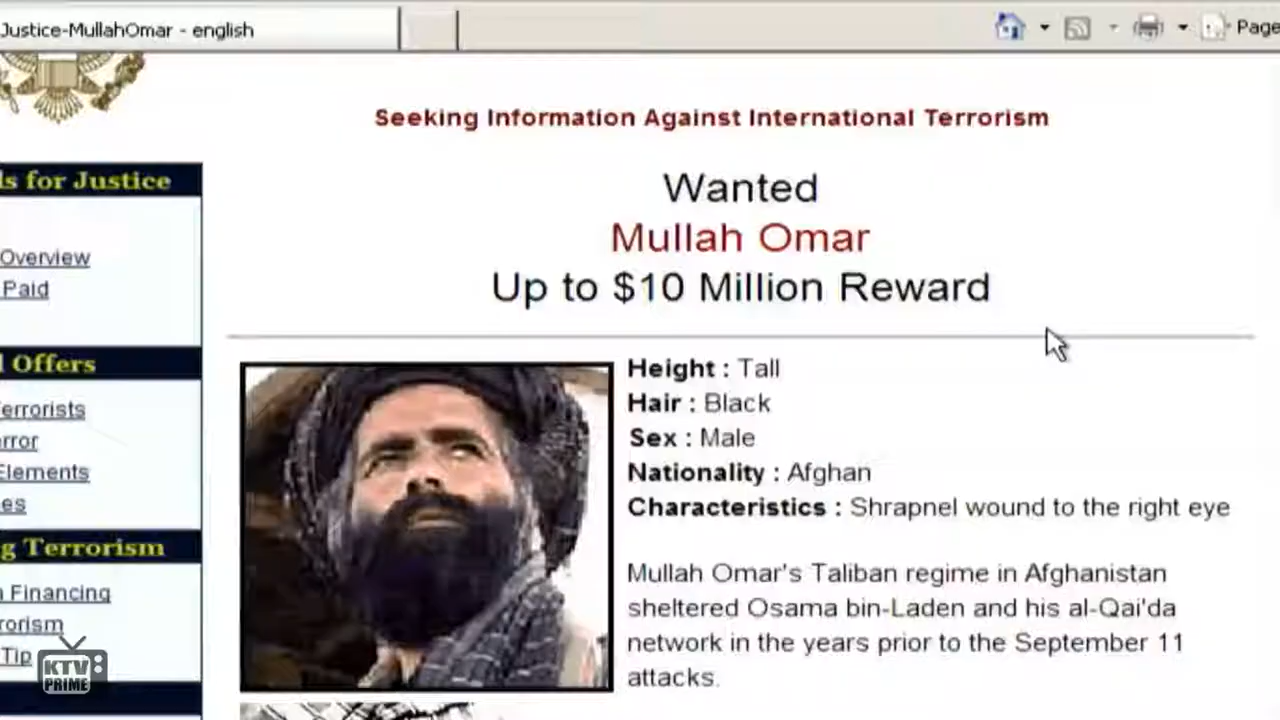 Justice-MullahOmar - english
Page
Seeking Information Against International Terrorism
Wanted
Mullah Omar
Up to $10 Million Reward
s for Justice
Overview
Paid
Offers
Terrorists
rror
Elements
es
g Terrorism
Financing
rorism
Tip
Height : Tall
Hair : Black
Sex : Male
Nationality : Afghan
Characteristics : Shrapnel wound to the right eye
Mullah Omar's Taliban regime in Afghanistan
sheltered Osama bin-Laden and his al-Qai'da
network in the years prior to the September 11
attacks.
KTV
PRIME